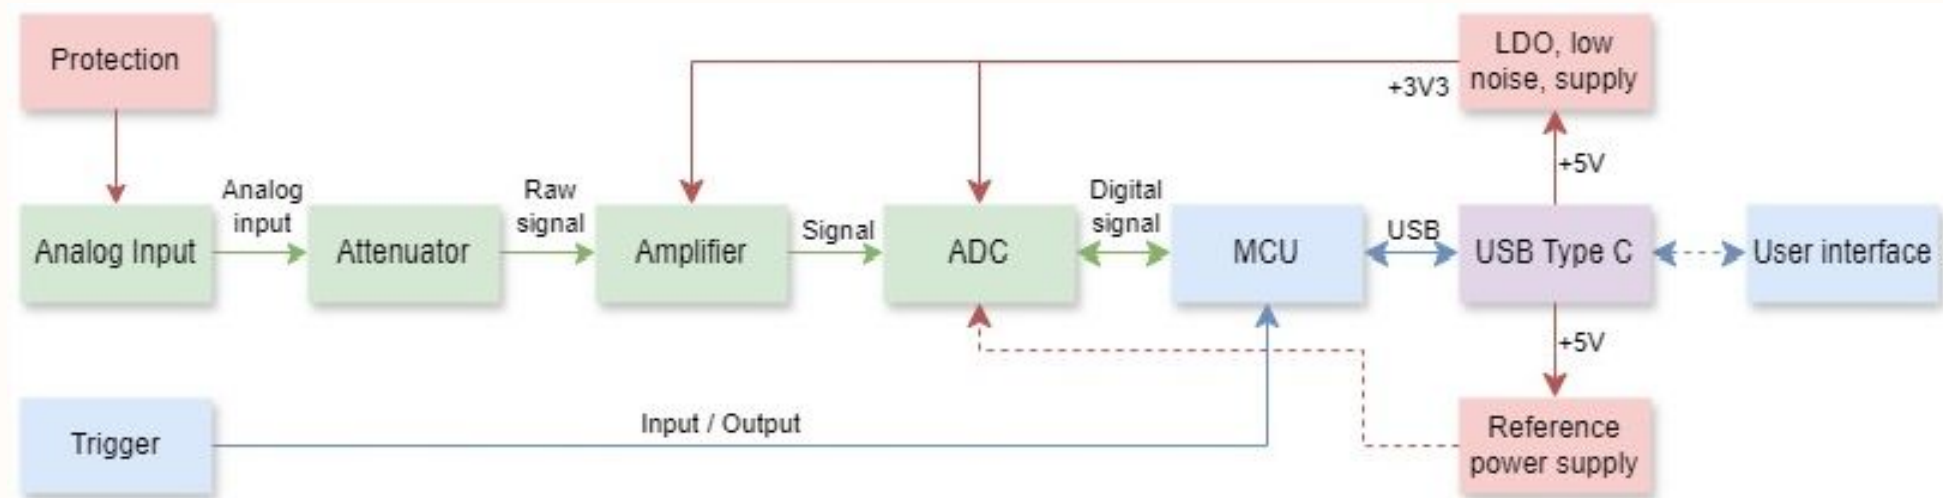 Protection
LDO, low
noise, supply
+3V3
+5V
Analog
input
Raw
signal
Digital
signal
Analog Input
Attenuator
Amplifier
Signal
ADC
MCU
USB
USB Type C
User interface
+5V
Trigger
Input / Output
Reference
power supply